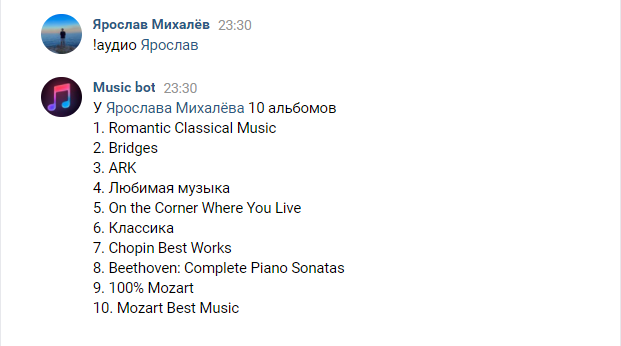 Ярослав Михалёв 23:30
!аудио Ярослав
Music bot 23:30
У Ярослава Михалёва 10 альбомов
1. Romantic Classical Music
2. Bridges
3. ARK
4. Любимая музыка
5. On the Corner Where You Live
6. Классика
7. Chopin Best Works
8. Beethoven: Complete Piano Sonatas
9. 100% Mozart
10. Mozart Best Music